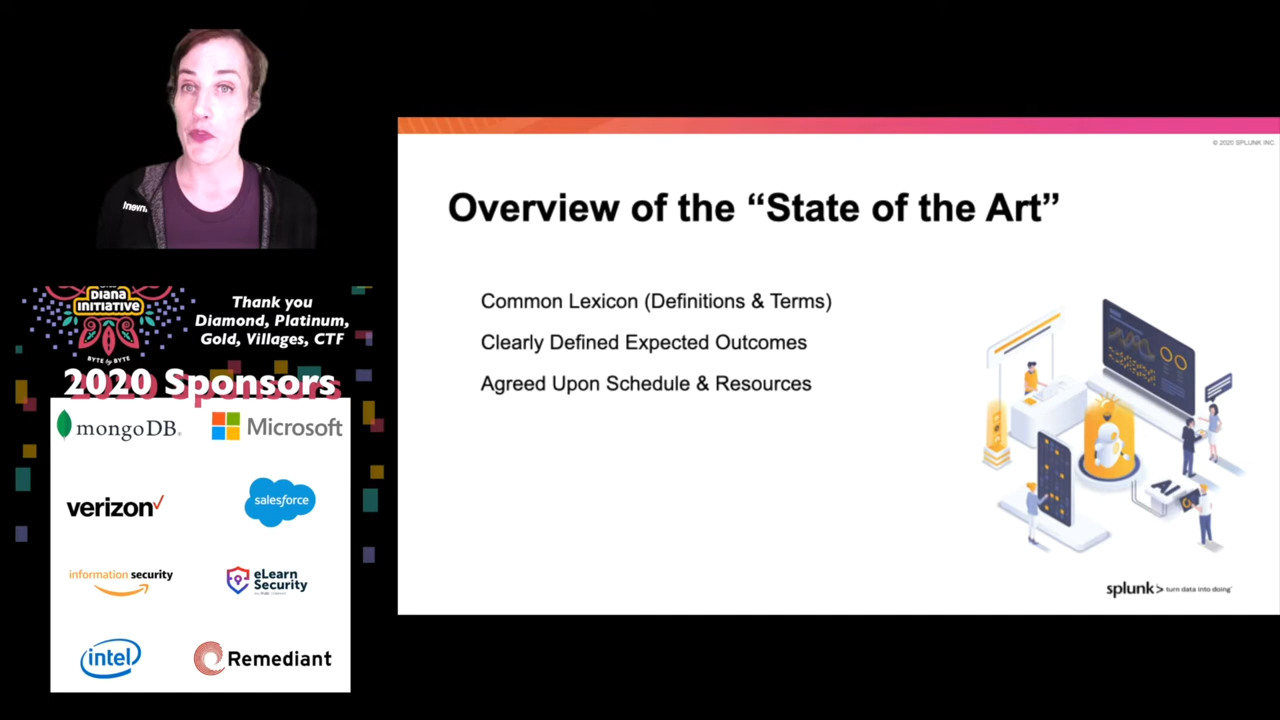 DIANA
INITIATIVE
BYTE by BYTE
Thank you
Diamond, Platinum,
Gold, Villages, CTF
2020 Sponsors
mongoDB.
Microsoft
verizon✓
salesforce
information security
eLearn
Security
intel
Remediant
© 2020 SPLUNK INC.
Overview of the “State of the Art”
Common Lexicon (Definitions & Terms)
Clearly Defined Expected Outcomes
Agreed Upon Schedule & Resources
AI
splunk> turn data into doing™